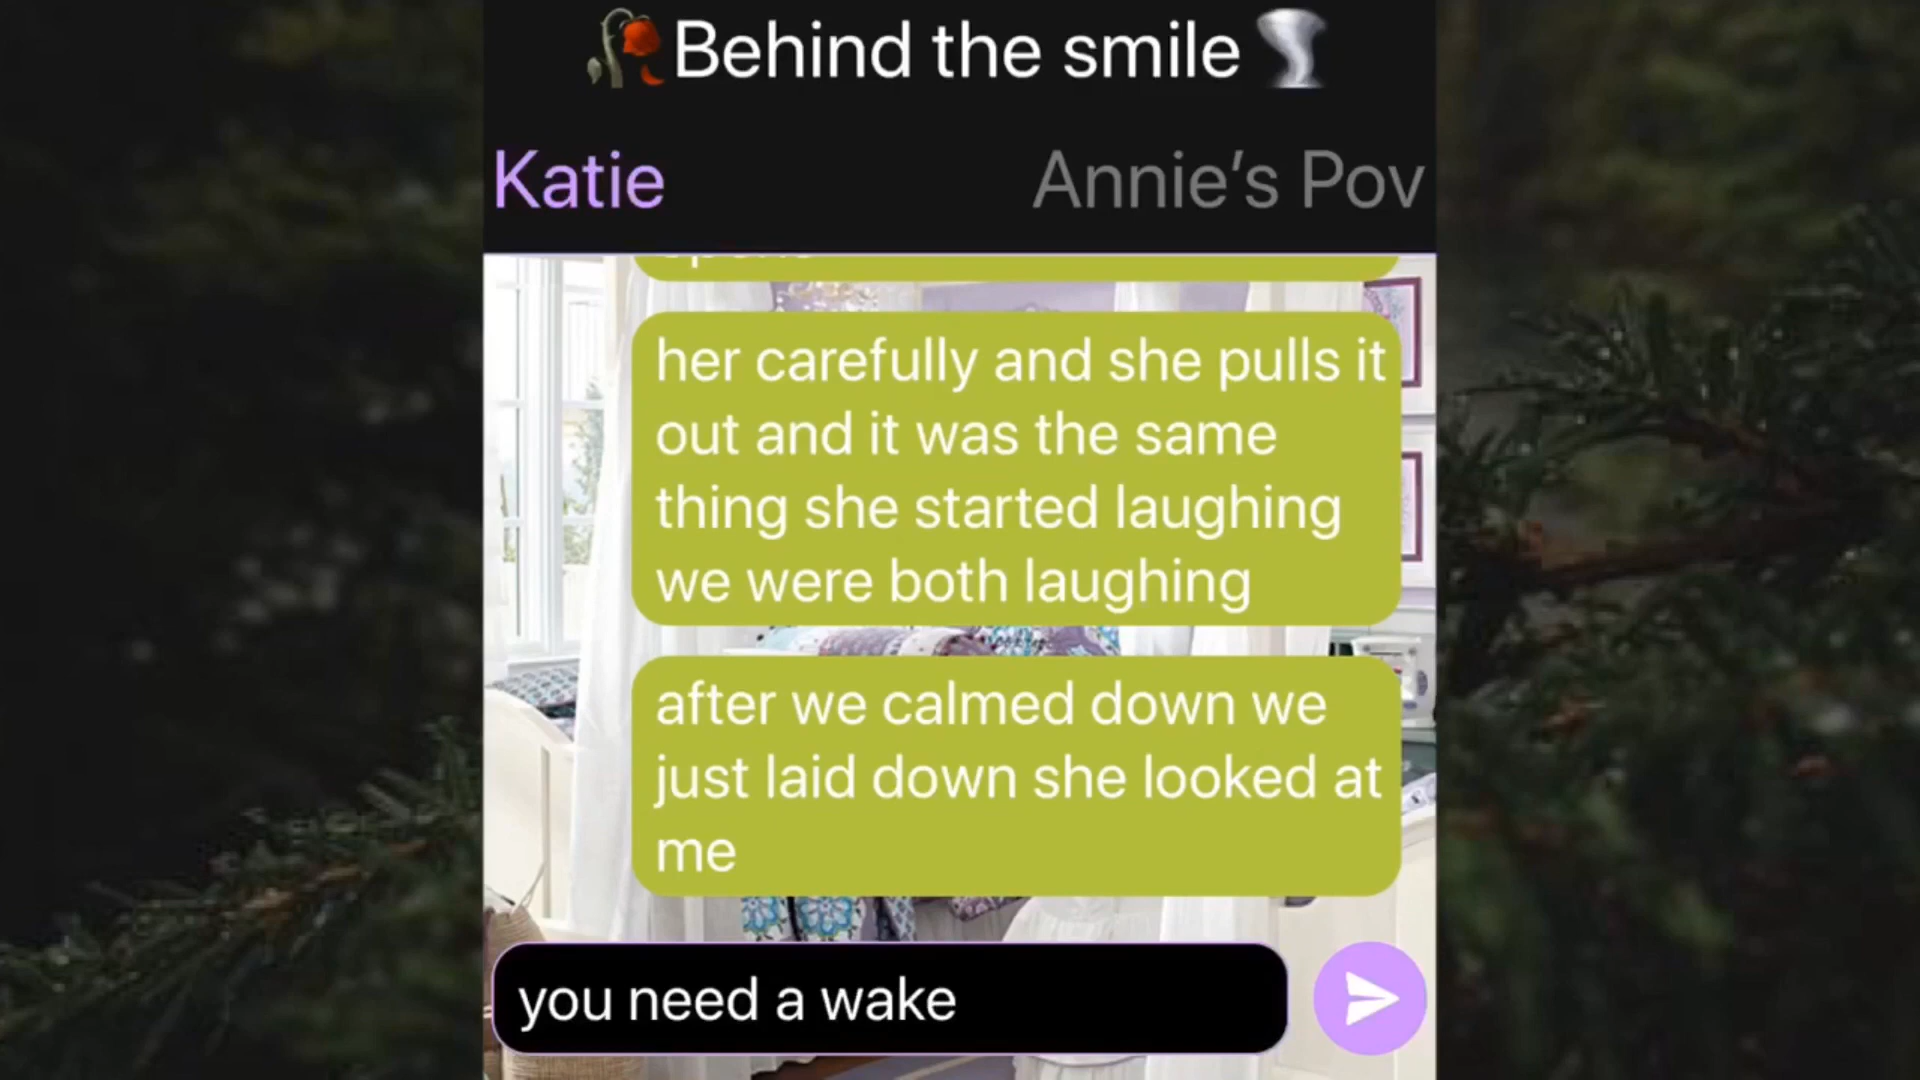 Behind the smile
Katie
Annie's Pov
her carefully and she pulls it
out and it was the same
thing she started laughing
we were both laughing
after we calmed down we
just laid down she looked at
me
you need a wake